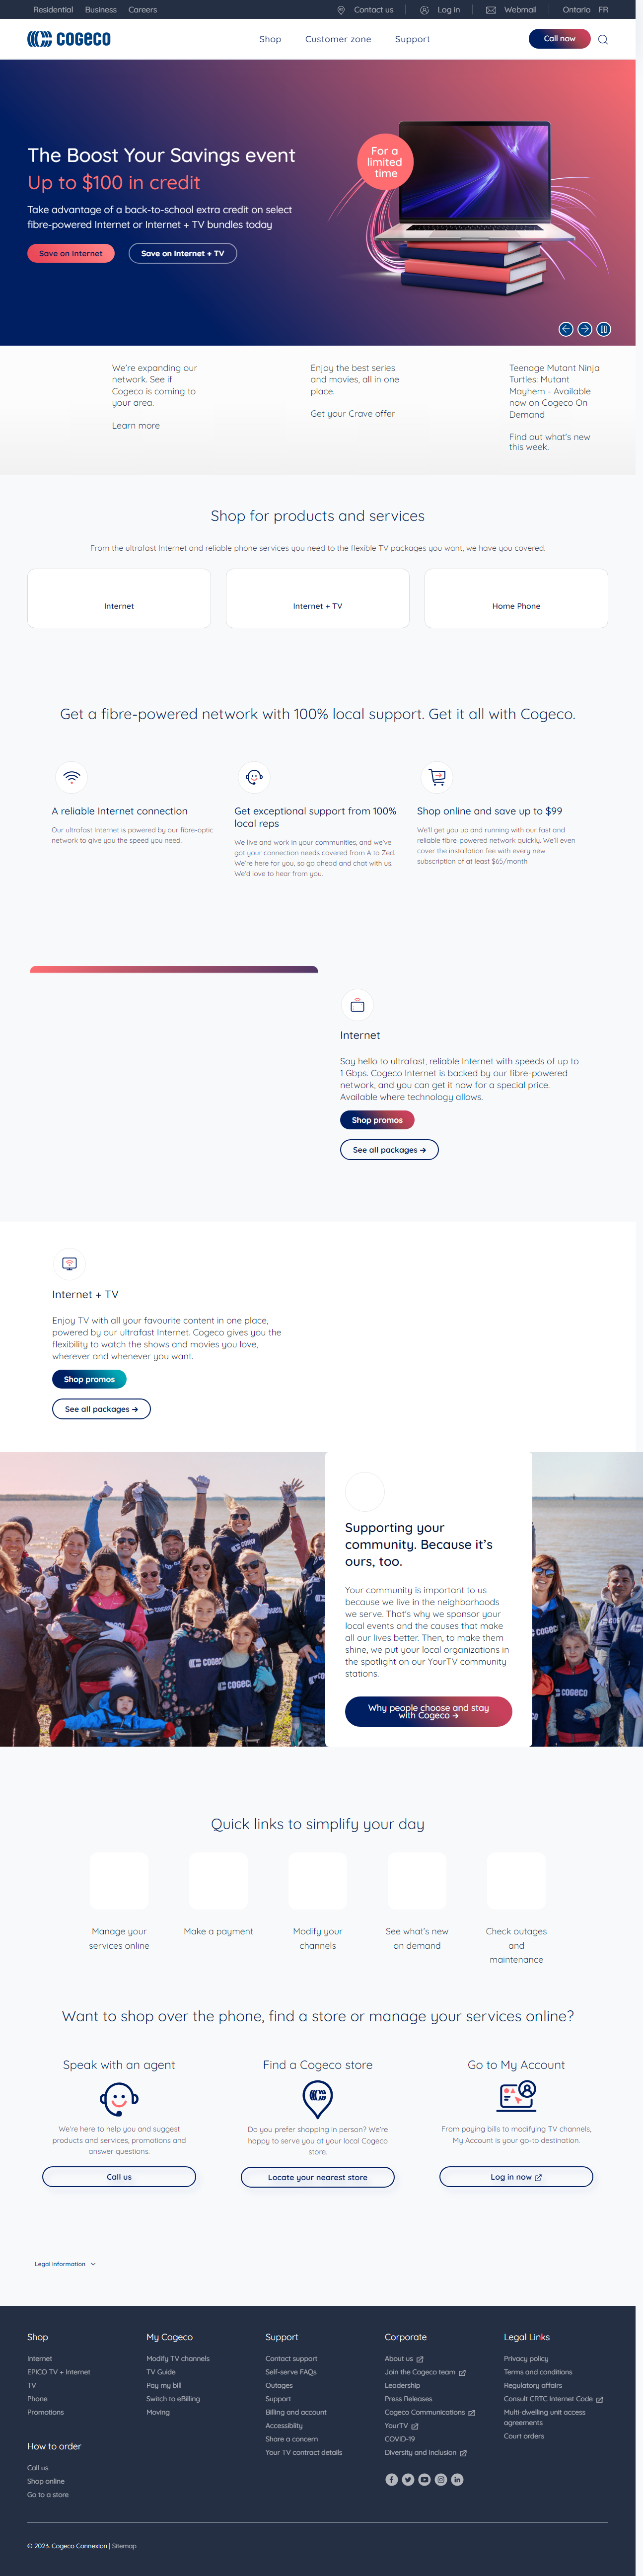 Residential Business Careers Contact us Log in Webmail Ontario FR
COGECO Shop Customer zone Support Call now
The Boost Your Savings event
Up to $100 in credit
Take advantage of a back-to-school extra credit on select
fibre-powered Internet or Internet + TV bundles today
Save on Internet Save on Internet + TV
For a
limited
time
We're expanding our
network. See if
Cogeco is coming to
your area.
Learn more
Enjoy the best series
and movies, all in one
place.
Get your Crave offer
Teenage Mutant Ninja
Turtles: Mutant
Mayhem - Available
now on Cogeco On
Demand
Find out what's new
this week.
Shop for products and services
From the ultrafast Internet and reliable phone services you need to the flexible TV packages you want, we have you covered.
Internet Internet + TV Home Phone
Get a fibre-powered network with 100% local support. Get it all with Cogeco.
A reliable Internet connection
Our ultrafast Internet is powered by our fibre-optic
network to give you the speed you need.
Get exceptional support from 100%
local reps
We live and work in your communities, and we've
got your connection needs covered from A to Zed.
We're here for you, so go ahead and chat with us.
We'd love to hear from you.
Shop online and save up to $99
We'll get you up and running with our fast and
reliable fibre-powered network quickly. We'll even
cover the installation fee with every new
subscription of at least $65/month
Internet
Say hello to ultrafast, reliable Internet with speeds of up to
1 Gbps. Cogeco Internet is backed by our fibre-powered
network, and you can get it now for a special price.
Available where technology allows.
Shop promos
See all packages →
Internet + TV
Enjoy TV with all your favourite content in one place,
powered by our ultrafast Internet. Cogeco gives you the
flexibility to watch the shows and movies you love,
wherever and whenever you want.
Shop promos
See all packages →
COGECO
COGECO
COGECO
COGECO
Supporting your
community. Because it's
ours, too.
Your community is important to us
because we live in the neighborhoods
we serve. That's why we sponsor your
local events and the causes that make
all our lives better. Then, to make them
shine, we put your local organizations in
the spotlight on our YourTV community
stations.
Why people choose and stay
with Cogeco →
Quick links to simplify your day
Manage your
services online
Make a payment
Modify your
channels
See what's new
on demand
Check outages
and
maintenance
Want to shop over the phone, find a store or manage your services online?
Speak with an agent
We're here to help you and suggest
products and services, promotions and
answer questions.
Call us
Find a Cogeco store
Do you prefer shopping in person? We're
happy to serve you at your local Cogeco
store.
Locate your nearest store
Go to My Account
From paying bills to modifying TV channels,
My Account is your go-to destination.
Log in now
Legal information
Shop
Internet
EPICO TV + Internet
TV
Phone
Promotions
How to order
Call us
Shop online
Go to a store
My Cogeco
Modify TV channels
TV Guide
Pay my bill
Switch to eBilling
Moving
Support
Contact support
Self-serve FAQs
Outages
Support
Billing and account
Accessiblity
Share a concern
Your TV contract details
Corporate
About us
Join the Cogeco team
Leadership
Press Releases
Cogeco Communications
YourTV
COVID-19
Diversity and Inclusion
Legal Links
Privacy policy
Terms and conditions
Regulatory affairs
Consult CRTC Internet Code
Multi-dwelling unit access
agreements
Court orders
© 2023. Cogeco Connexion | Sitemap